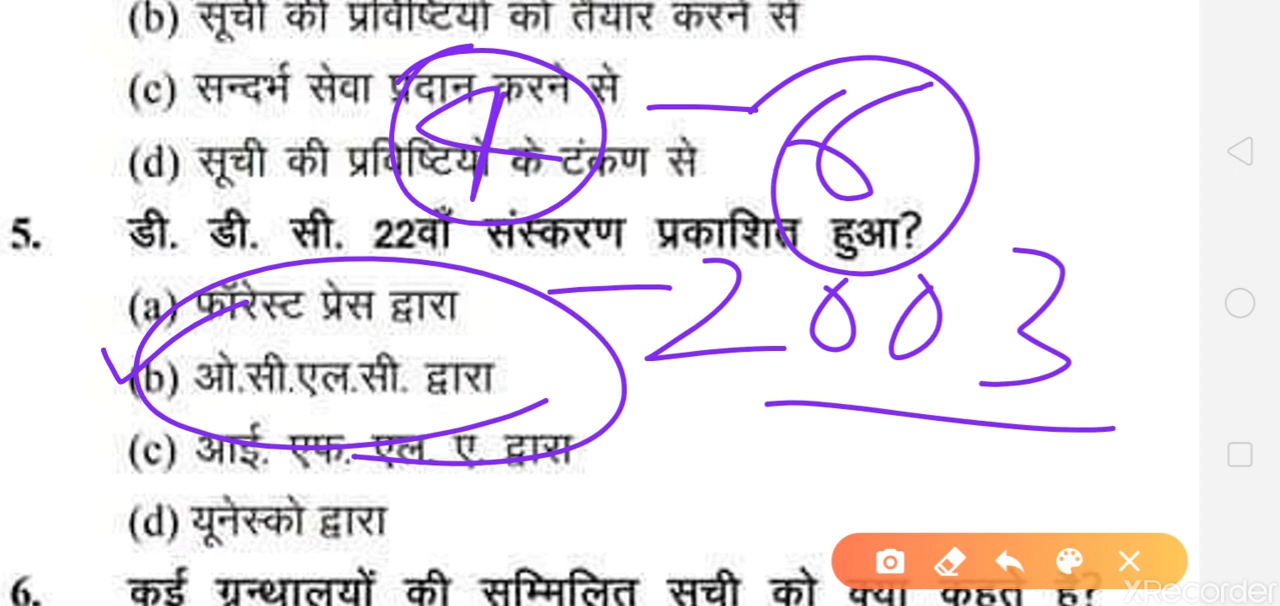 (b) सूची की प्रविष्टियों को तैयार करने से
(c) सन्दर्भ सेवा प्रदान करने से
4 6
(d) सूची की प्रविष्टियों के टंकण से
5. डी. डी. सी. 22वाँ संस्करण प्रकाशित हुआ?
(a) फॉरेस्ट प्रेस द्वारा
2003
(b) ओ.सी.एल.सी. द्वारा
(c) आई. एफ. एल. ए. द्वारा
(d) यूनेस्को द्वारा
6. कई ग्रन्थालयों की सम्मिलित सूची को क्या कहते हैं?
XRecorder